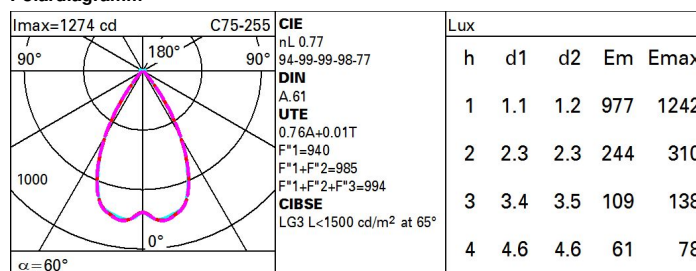 Imax=1274 cd C75-255
90° 180° 90°
1000
0°
α=60°
CIE
nL 0.77
94-99-99-98-77
DIN
A.61
UTE
0.76A+0.01T
F"1=940
F"1+F"2=985
F"1+F"2+F"3=994
CIBSE
LG3 L<1500 cd/m² at 65°
Lux
h d1 d2 Em Emax
1 1.1 1.2 977 1242
2 2.3 2.3 244 310
3 3.4 3.5 109 138
4 4.6 4.6 61 78